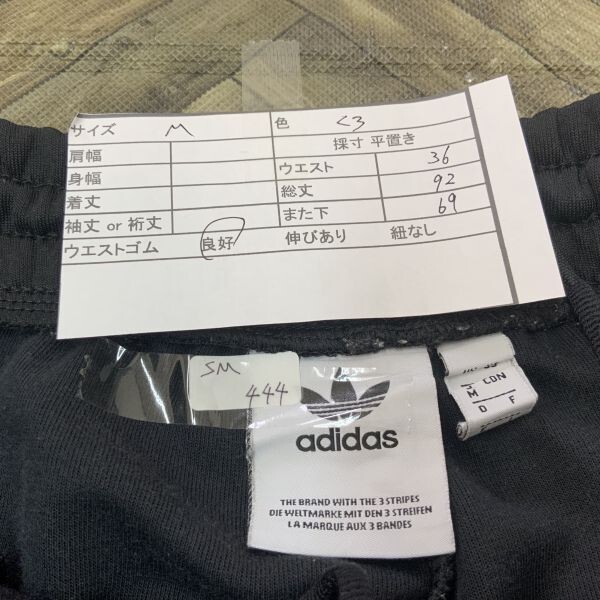 サイズ M 色 くろ
肩幅 採寸 平置き
身幅 ウエスト 36
着丈 総丈 92
袖丈 or 裄丈 また下 69
ウエストゴム 良好 伸びあり 紐なし
SM
444
adidas
THE BRAND WITH THE 3 STRIPES
DIE WELTMARKE MIT DEN 3 STREIFEN
LA MARQUE AUX 3 BANDES
J
M CDN
D F